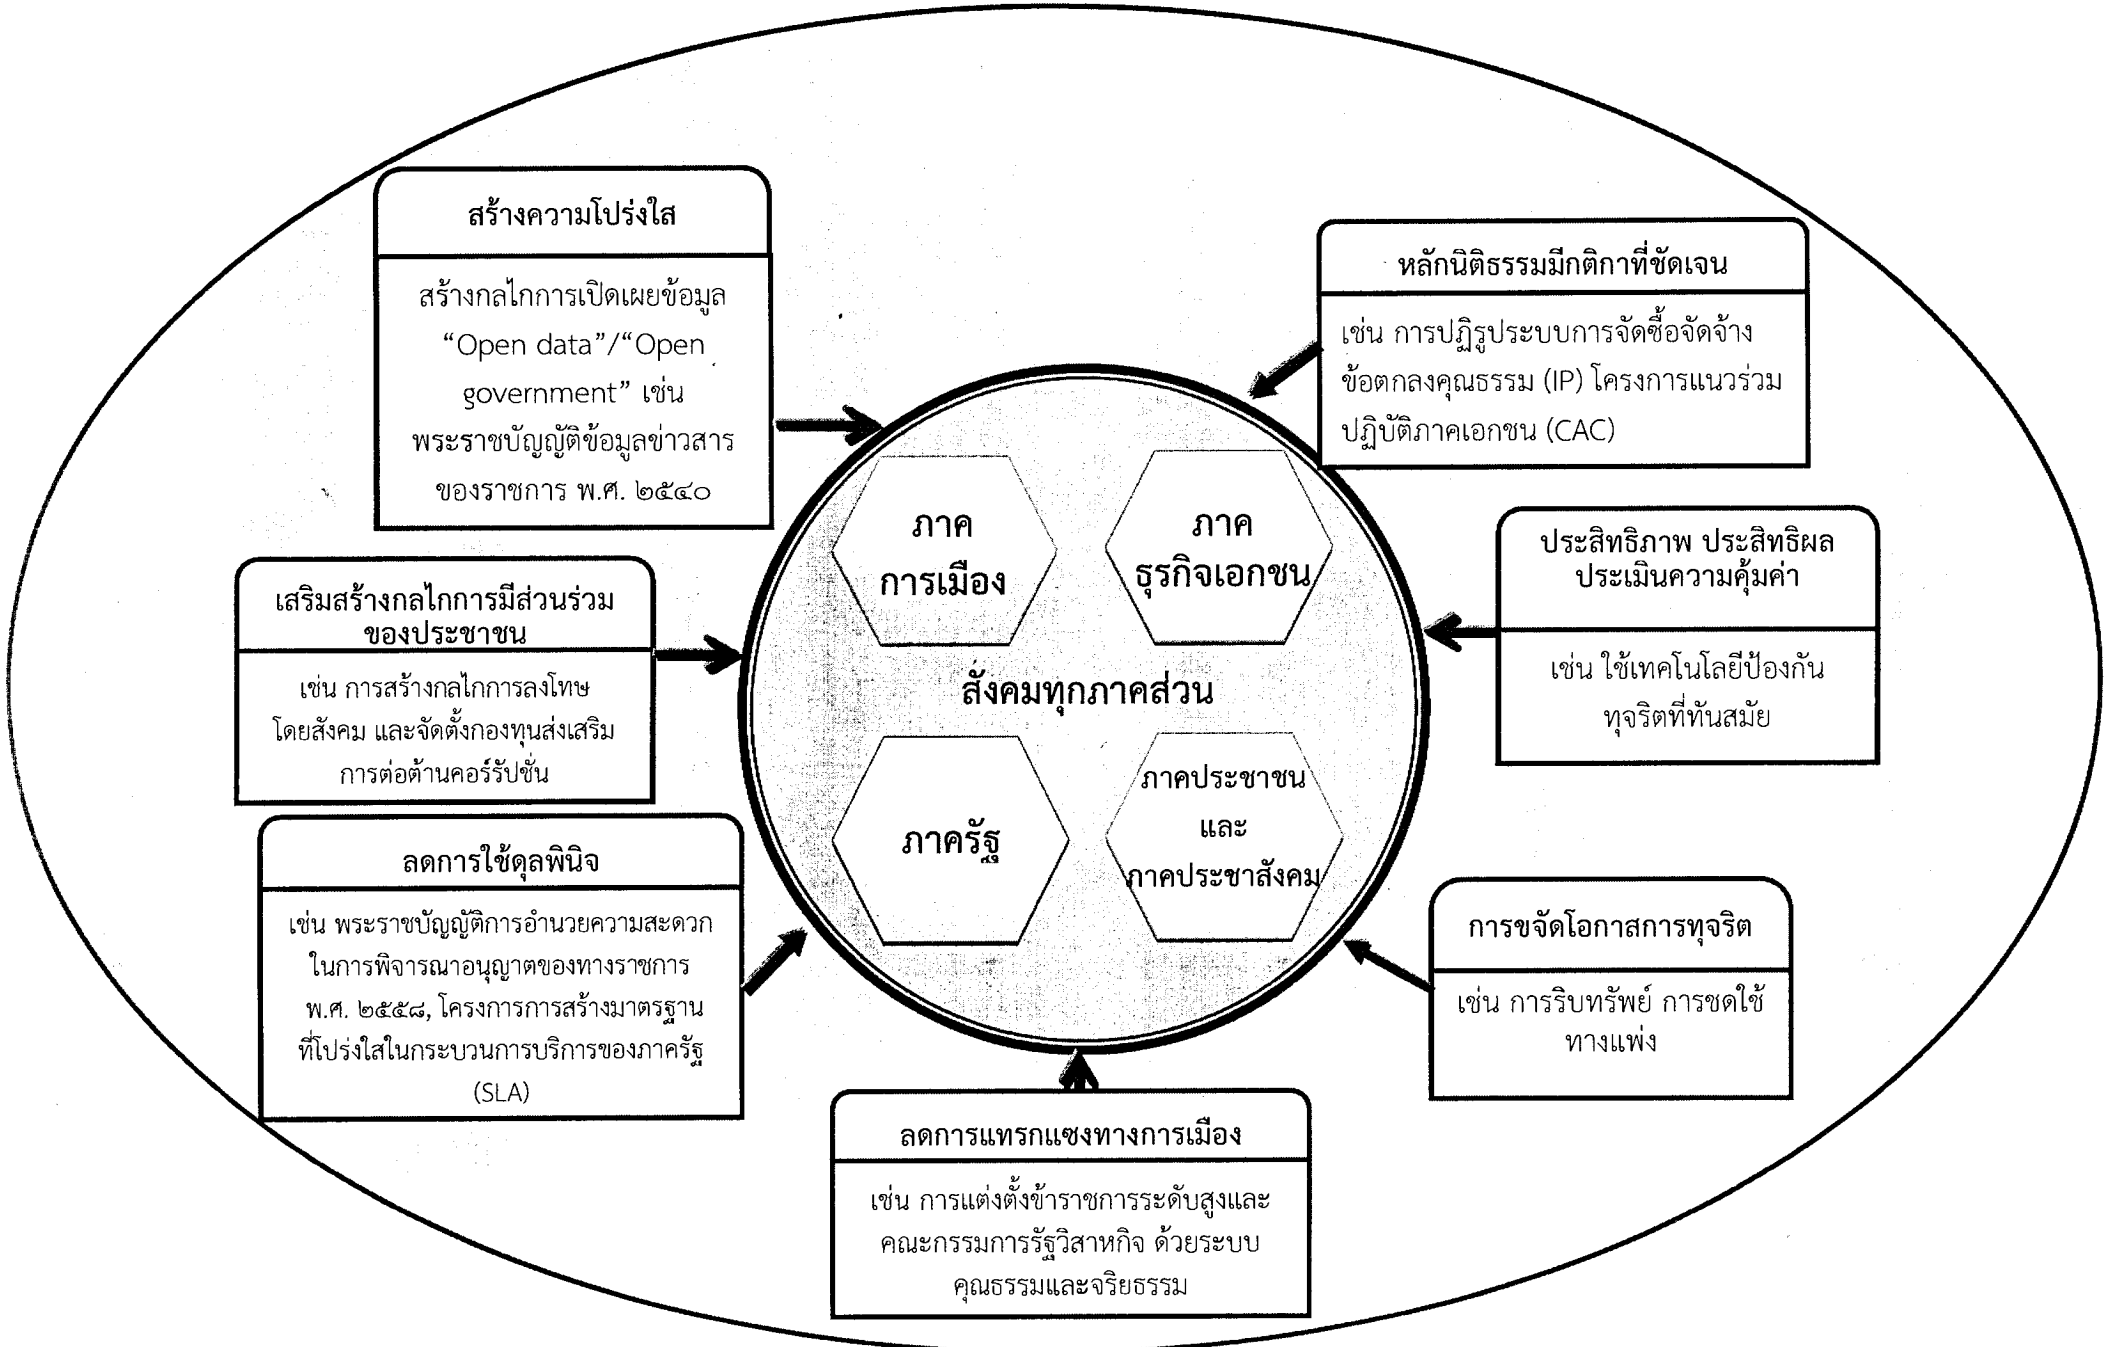 สร้างความโปร่งใส
สร้างกลไกการเปิดเผยข้อมูล
“Open data”/“Open
government” เช่น
พระราชบัญญัติข้อมูลข่าวสาร
ของราชการ พ.ศ. ๒๕๔๐
หลักนิติธรรมมีกติกาที่ชัดเจน
เช่น การปฏิรูประบบการจัดซื้อจัดจ้าง
ข้อตกลงคุณธรรม (IP) โครงการแนวร่วม
ปฏิบัติภาคเอกชน (CAC)
ภาค
การเมือง
ภาค
ธุรกิจเอกชน
สังคมทุกภาคส่วน
ภาครัฐ
ภาคประชาชน
และ
ภาคประชาสังคม
เสริมสร้างกลไกการมีส่วนร่วม
ของประชาชน
เช่น การสร้างกลไกการลงโทษ
โดยสังคม และจัดตั้งกองทุนส่งเสริม
การต่อต้านคอร์รัปชั่น
ประสิทธิภาพ ประสิทธิผล
ประเมินความคุ้มค่า
เช่น ใช้เทคโนโลยีป้องกัน
ทุจริตที่ทันสมัย
ลดการใช้ดุลพินิจ
เช่น พระราชบัญญัติการอำนวยความสะดวก
ในการพิจารณาอนุญาตของทางราชการ
พ.ศ. ๒๕๕๘, โครงการการสร้างมาตรฐาน
ที่โปร่งใสในกระบวนการบริการของภาครัฐ
(SLA)
การขจัดโอกาสการทุจริต
เช่น การริบทรัพย์ การชดใช้
ทางแพ่ง
ลดการแทรกแซงทางการเมือง
เช่น การแต่งตั้งข้าราชการระดับสูงและ
คณะกรรมการรัฐวิสาหกิจ ด้วยระบบ
คุณธรรมและจริยธรรม